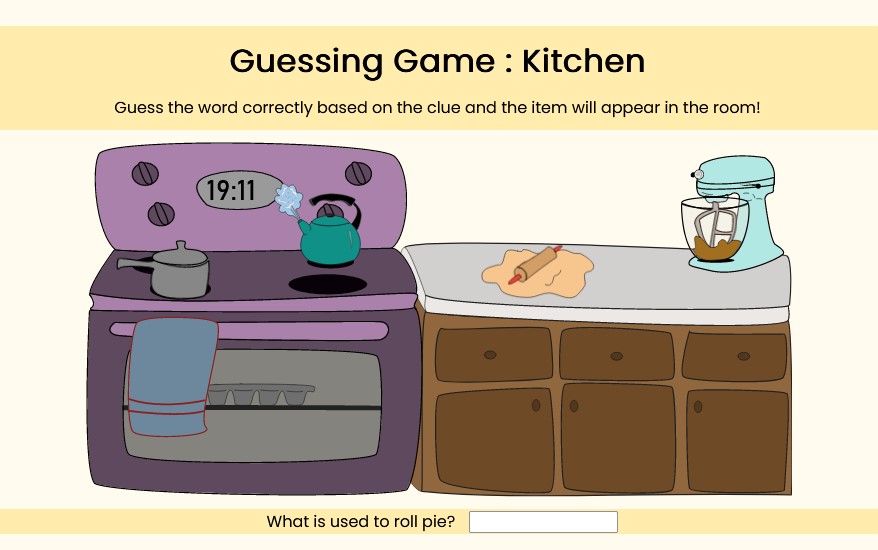 Guessing Game : Kitchen
Guess the word correctly based on the clue and the item will appear in the room!
19:11
What is used to roll pie?